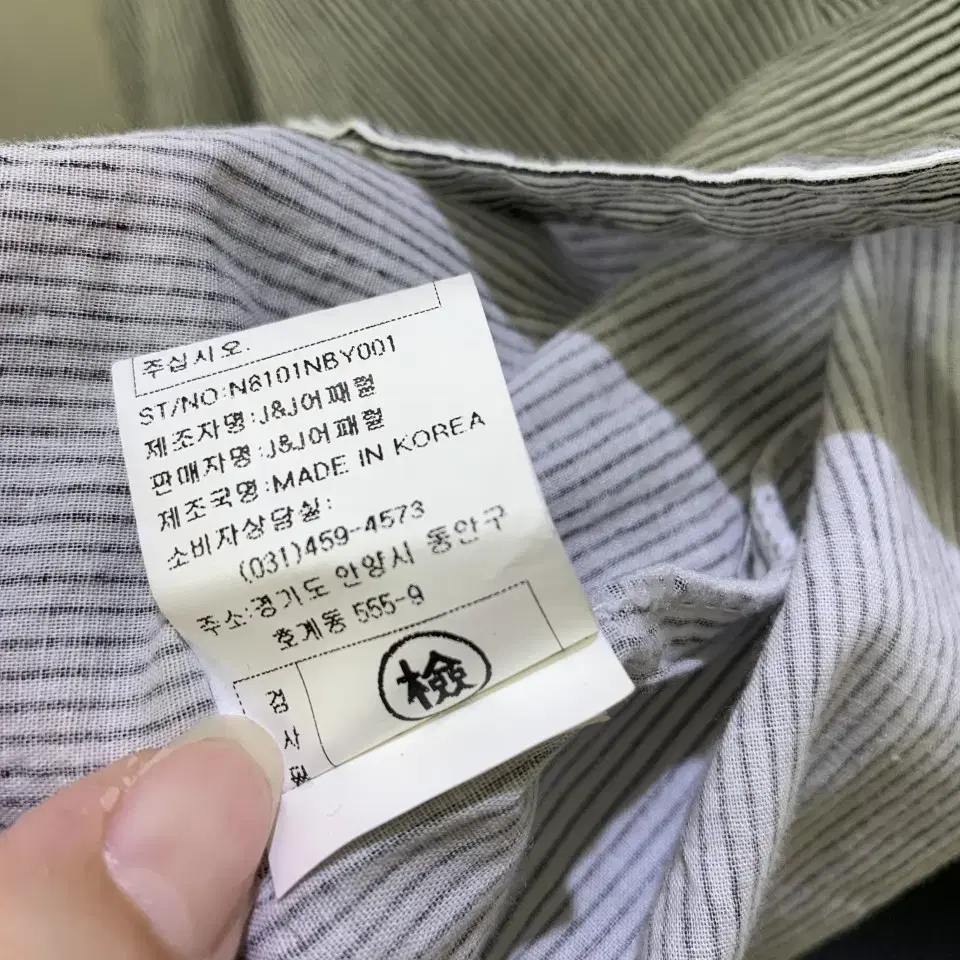 주십시오.
ST/NO:N8101NBY001
제조자명:J&J어패럴
판매자명:J&J어패럴
제조국명:MADE IN KOREA
소비자상담실:
(031)459-4573
주소:경기도 안양시 동안구
호계동 555-9
검사표
檢